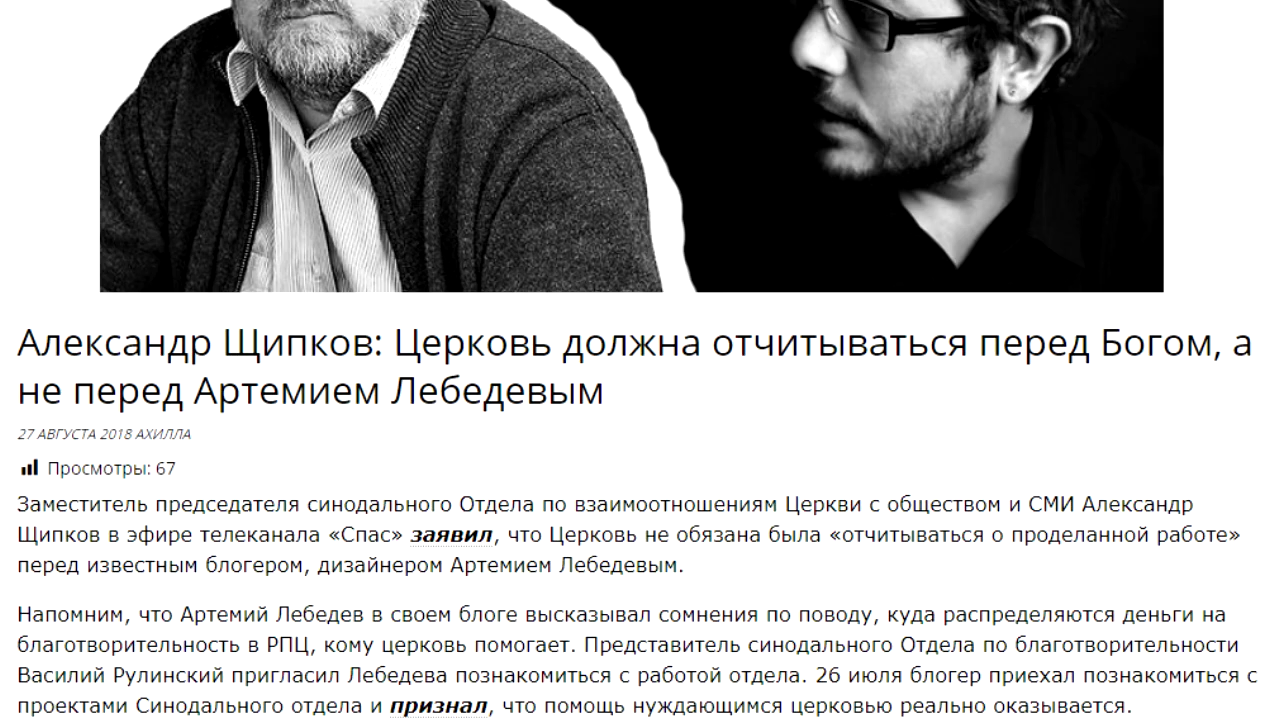 Александр Щипков: Церковь должна отчитываться перед Богом, а
не перед Артемием Лебедевым
27 АВГУСТА 2018 АХИЛЛА
Просмотры: 67
Заместитель председателя синодального Отдела по взаимоотношениям Церкви с обществом и СМИ Александр
Щипков в эфире телеканала «Спас» заявил, что Церковь не обязана была «отчитываться о проделанной работе»
перед известным блогером, дизайнером Артемием Лебедевым.
Напомним, что Артемий Лебедев в своем блоге высказывал сомнения по поводу, куда распределяются деньги на
благотворительность в РПЦ, кому церковь помогает. Представитель синодального Отдела по благотворительности
Василий Рулинский пригласил Лебедева познакомиться с работой отдела. 26 июля блогер приехал познакомиться с
проектами Синодального отдела и признал, что помощь нуждающимся церковью реально оказывается.